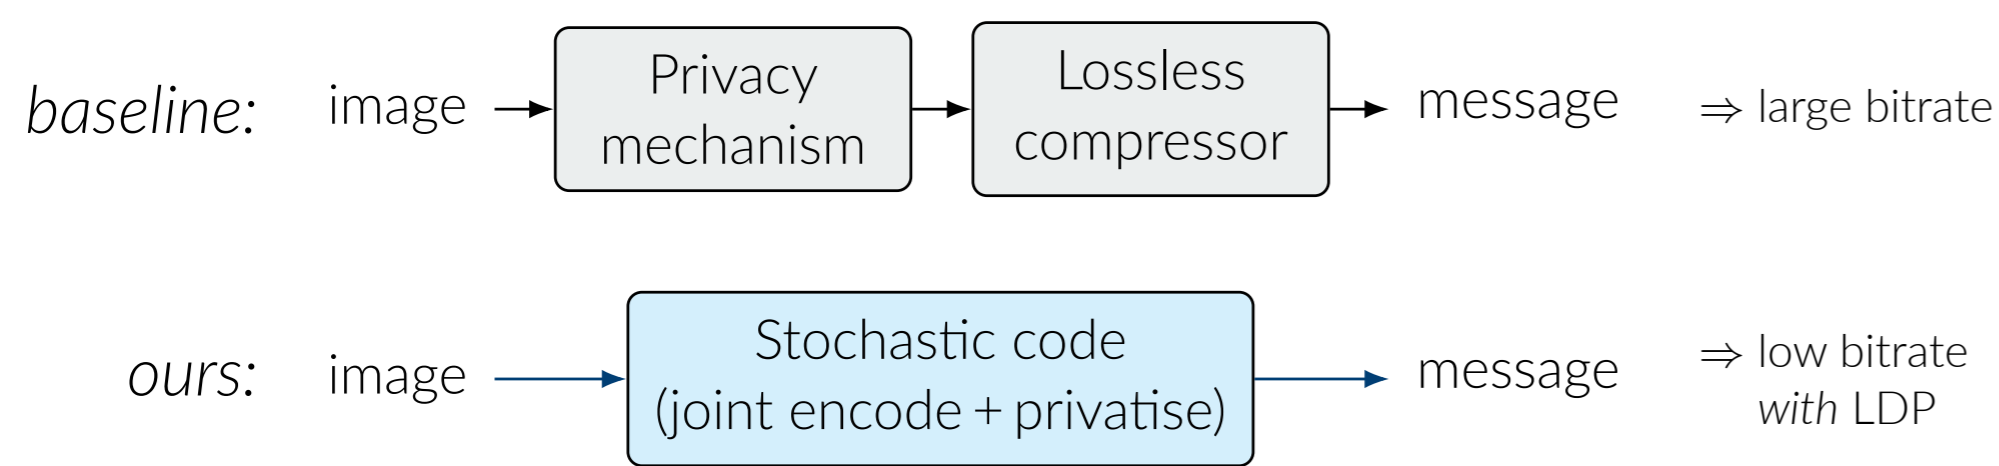 baseline: image Privacy mechanism Lossless compressor message ⇒ large bitrate
ours: image Stochastic code (joint encode + privatise) message ⇒ low bitrate with LDP